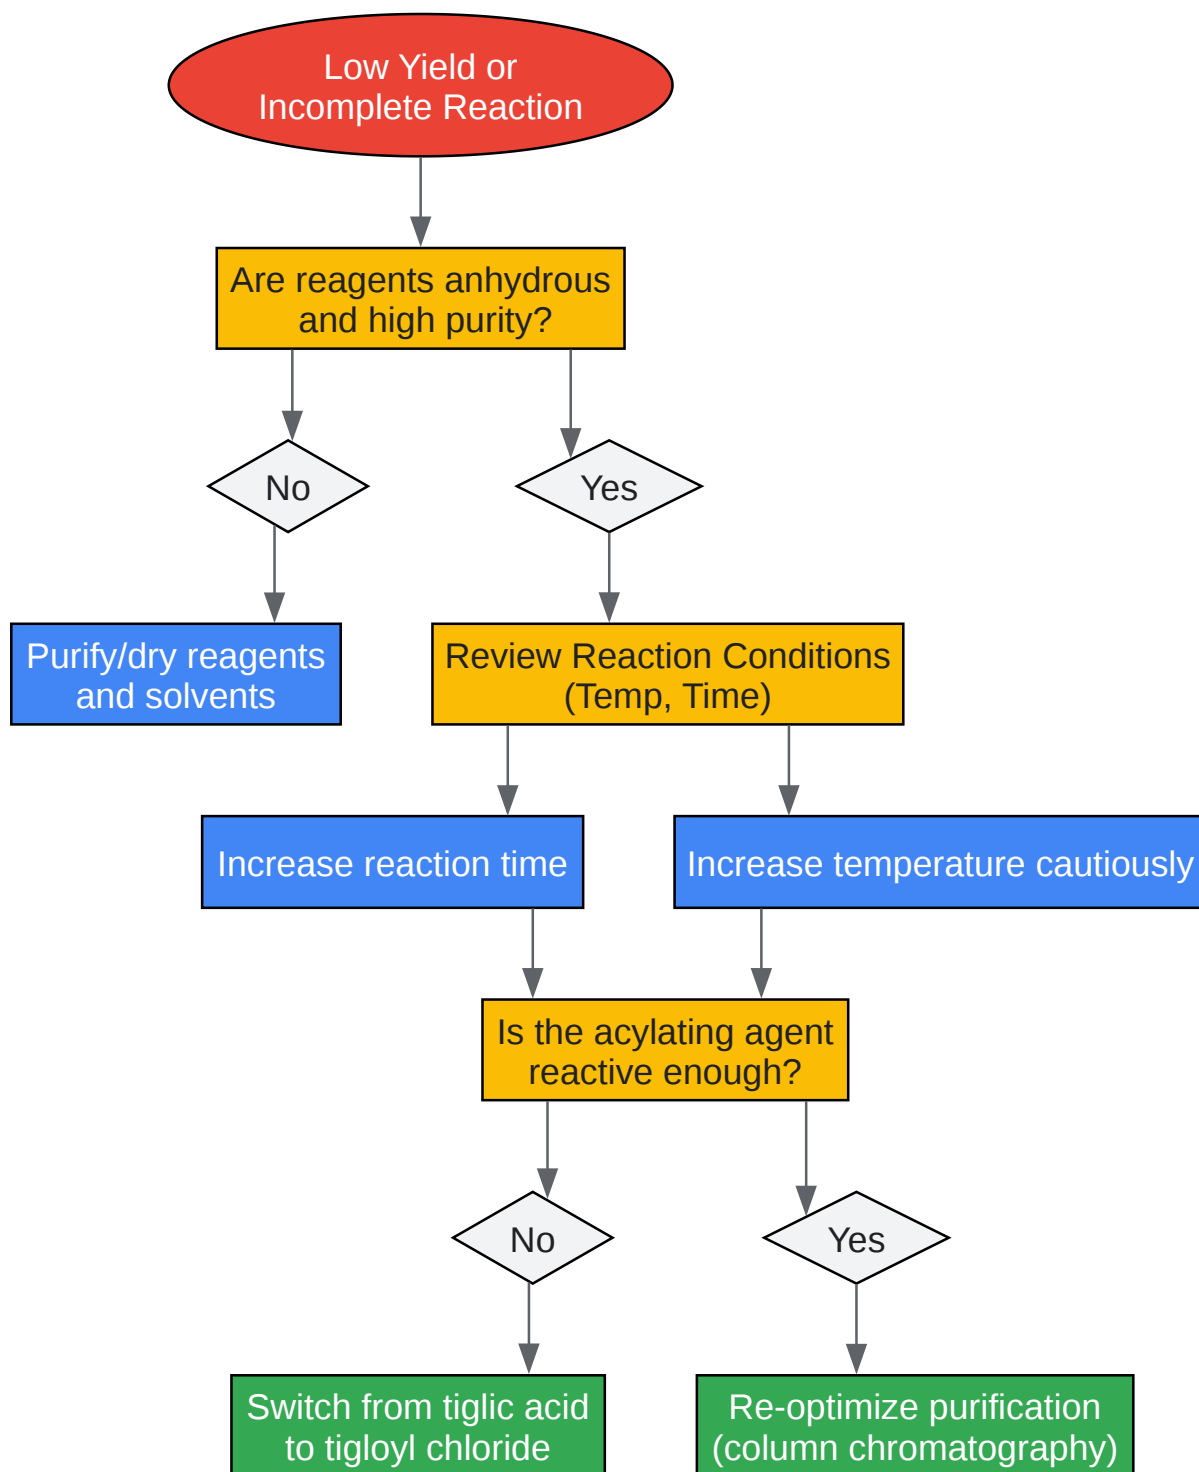 Low Yield or
Incomplete Reaction
Are reagents anhydrous
and high purity?
No
Yes
Purify/dry reagents
and solvents
Review Reaction Conditions
(Temp, Time)
Increase reaction time
Increase temperature cautiously
Is the acylating agent
reactive enough?
No
Yes
Switch from tiglic acid
to tigloyl chloride
Re-optimize purification
(column chromatography)